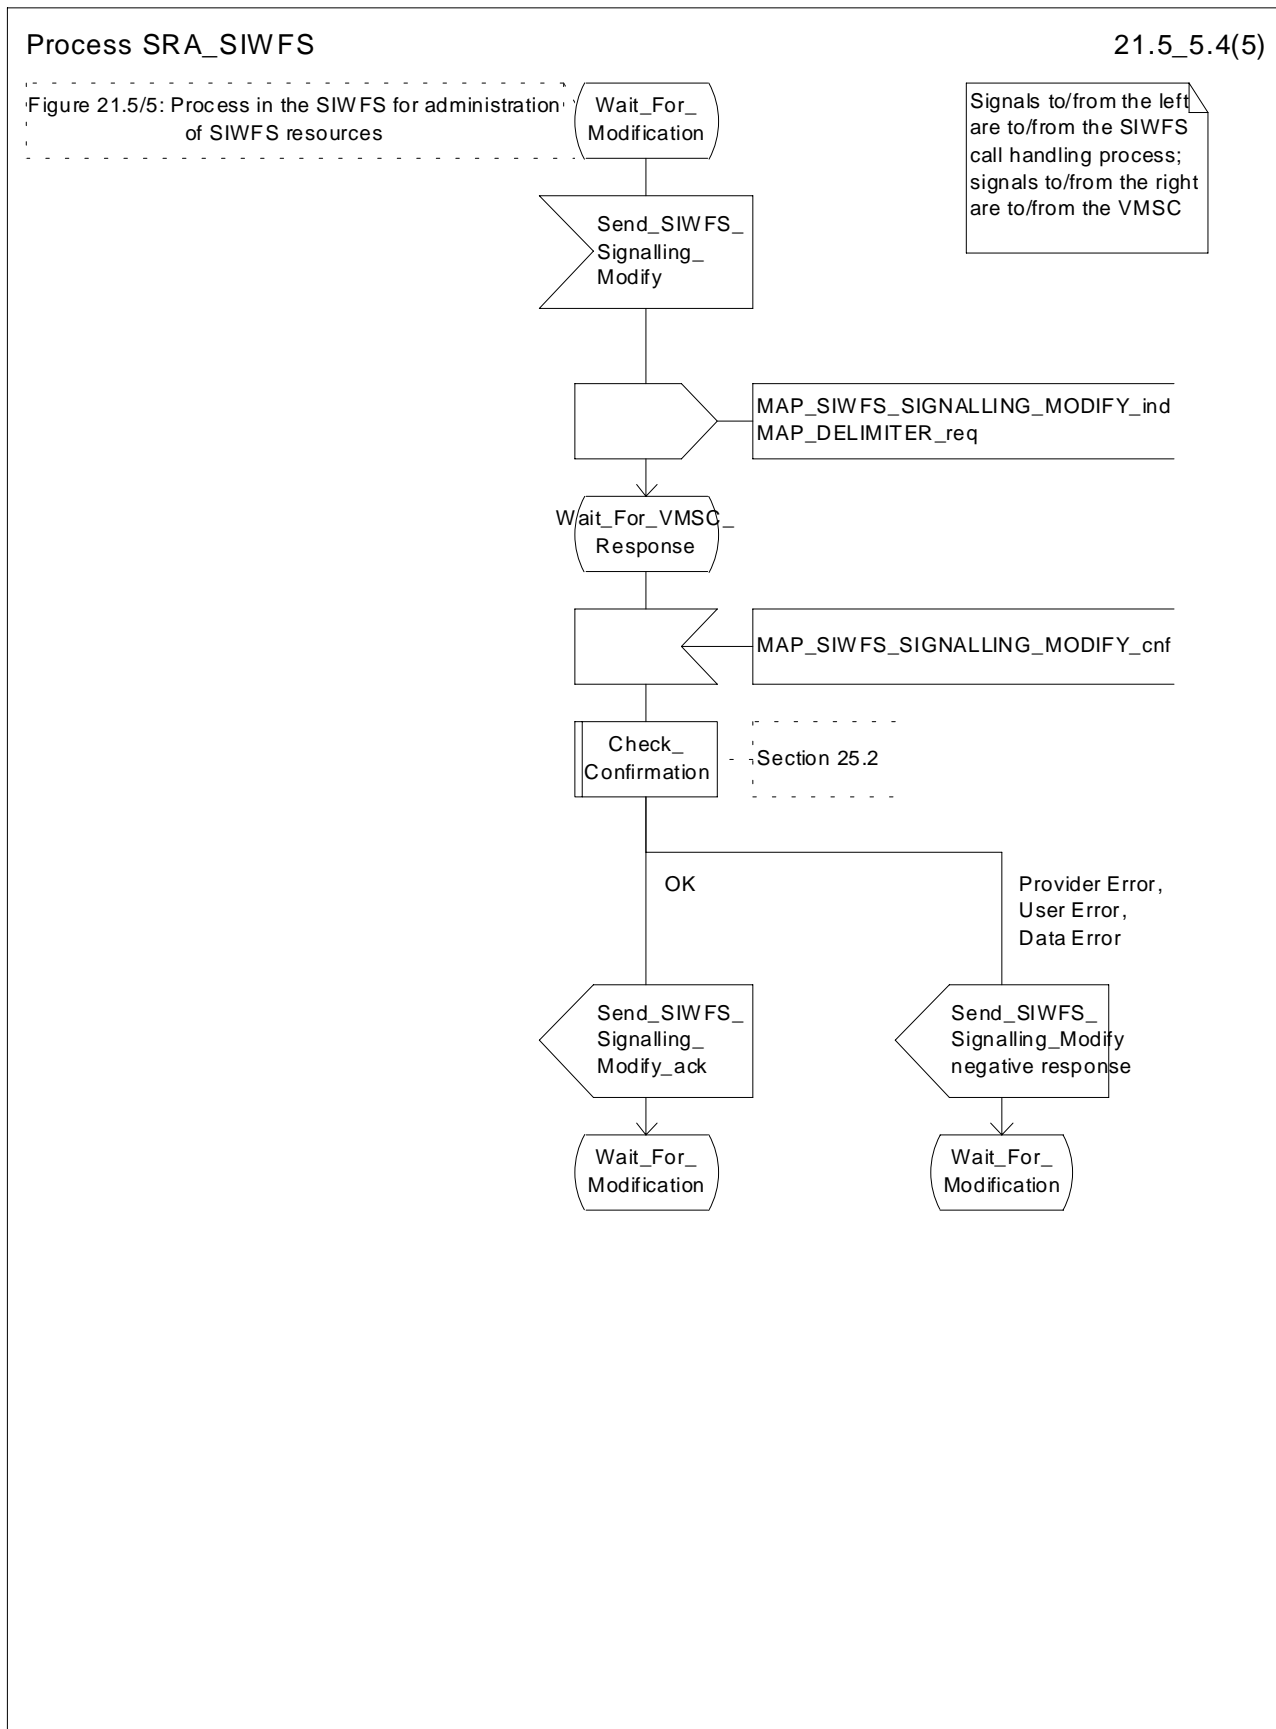 Process SRA_SIWFS
21.5_5.4(5)
Figure 21.5/5: Process in the SIWFS for administration
of SIWFS resources
Wait_For_
Modification
Signals to/from the left
are to/from the SIWFS
call handling process;
signals to/from the right
are to/from the VMSC
Send_SIWFS_
Signalling_
Modify
MAP_SIWFS_SIGNALLING_MODIFY_ind
MAP_DELIMITER_req
Wait_For_VMSC_
Response
MAP_SIWFS_SIGNALLING_MODIFY_cnf
Check_
Confirmation
Section 25.2
OK
Provider Error,
User Error,
Data Error
Send_SIWFS_
Signalling_
Modify_ack
Send_SIWFS_
Signalling_Modify
negative response
Wait_For_
Modification
Wait_For_
Modification